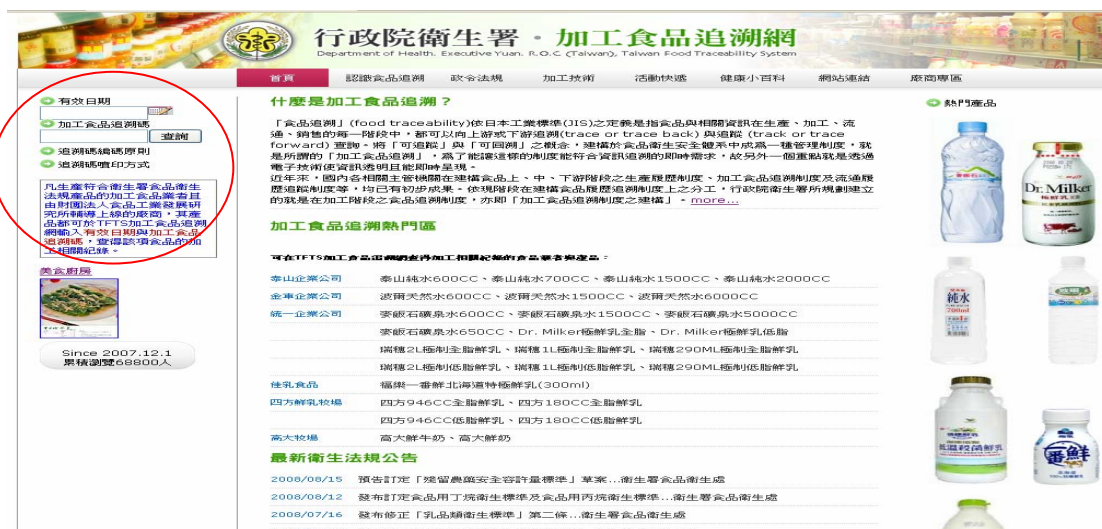 行政院衛生署‧加工食品追溯網
Department of Health, Executive Yuan, R.O.C (Taiwan), Taiwan Food Traceability System
首頁 認識食品追溯 政令法規 加工技術 活動快遞 健康小百科 網站連結 廠商專區
有效日期
加工食品追溯碼
查詢
追溯碼編碼原則
追溯碼噴印方式
凡生產符合衛生署食品衛生
法規產品的加工食品業者且
由財團法人食品工業發展研
究所輔導上線的廠商,其產
品都可於TFTS加工食品追溯
網輸入有效日期與加工食品
追溯碼,查得該項食品的加
工相關紀錄。
美食廚房
Since 2007.12.1
累積瀏覽68800人
什麼是加工食品追溯?
「食品追溯」(food traceability)依日本工業標準(JIS)之定義是指食品與相關資訊在生產、加工、流
通、銷售的每一階段中,都可以向上游或下游追溯(trace or trace back) 與追蹤 (track or trace
forward) 查詢。將「可追蹤」與「可回溯」之概念,建構於食品衛生安全體系中成為一種管理制度,就
是所謂的「加工食品追溯」,為了能讓這樣的制度能符合資訊追溯的即時需求,故另外一個重點就是透過
電子技術使資訊透明且能即時呈現。
近年來,國內各相關主管機關在建構食品上、中、下游階段之生產履歷制度、加工食品追溯制度及流通履
歷追蹤制度等,均已有初步成果。依現階段在建構食品履歷追溯制度上之分工,行政院衛生署所規劃建立
的就是在加工階段之食品追溯制度,亦即「加工食品追溯制度之建構」。more...
加工食品追溯熱門區
可在TFTS加工食品追溯網查得加工相關紀錄的食品業者與產品:
泰山企業公司 泰山純水600CC、泰山純水700CC、泰山純水1500CC、泰山純水2000CC
金車企業公司 波爾天然水600CC、波爾天然水1500CC、波爾天然水6000CC
統一企業公司 麥飯石礦泉水600CC、麥飯石礦泉水1500CC、麥飯石礦泉水5000CC
麥飯石礦泉水650CC、Dr. Milker極鮮乳全脂、Dr. Milker極鮮乳低脂
瑞穗2L極制全脂鮮乳、瑞穗1L極制全脂鮮乳、瑞穗290ML極制全脂鮮乳
瑞穗2L極制低脂鮮乳、瑞穗1L極制低脂鮮乳、瑞穗290ML極制低脂鮮乳
佳乳食品 福樂一番鮮北海道特極鮮乳(300ml)
四方鮮乳牧場 四方946CC全脂鮮乳、四方180CC全脂鮮乳
四方946CC低脂鮮乳、四方180CC低脂鮮乳
高大牧場 高大鮮牛奶、高大鮮奶
最新衛生法規公告
2008/08/15 預告訂定「殘留農藥安全容許量標準」草案...衛生署食品衛生處
2008/08/12 發布訂定食品用丁烷衛生標準及食品用丙烷衛生標準...衛生署食品衛生處
2008/07/16 發布修正「乳品類衛生標準」第二條...衛生署食品衛生處
熱門產品
Dr. Milker
純水
700ml
番鮮